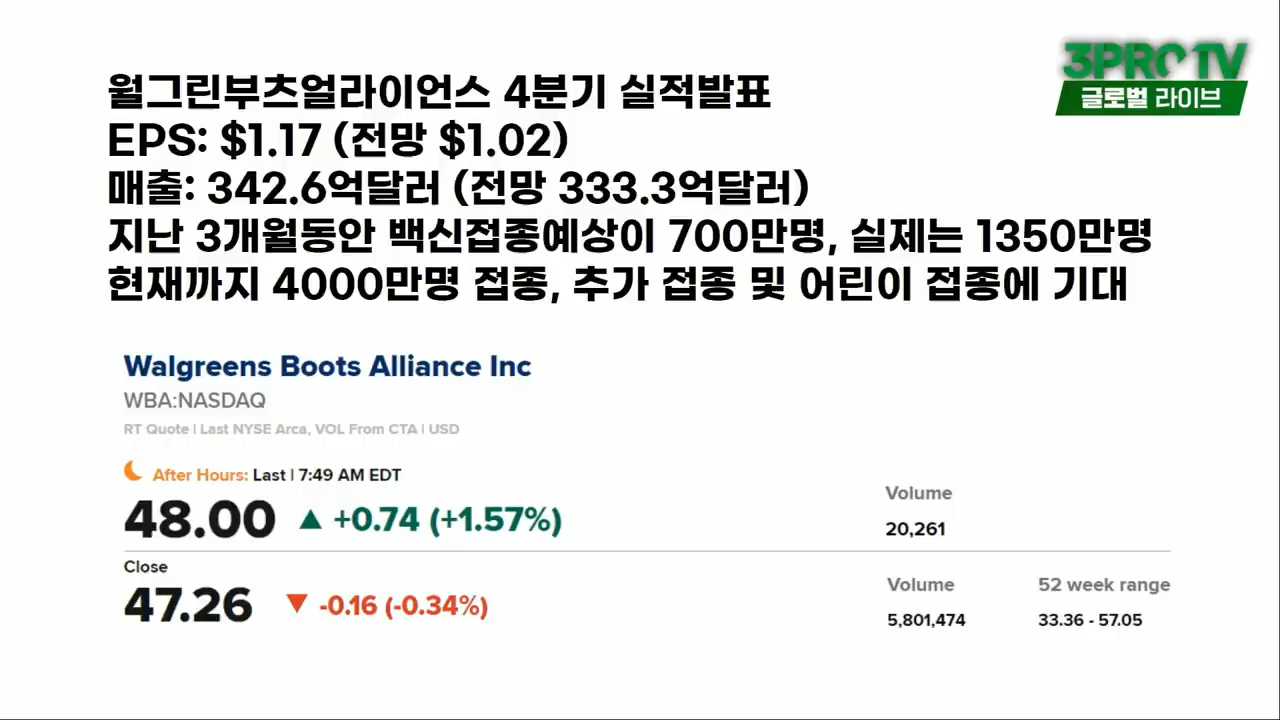 3PRO TV
글로벌 라이브
월그린부츠얼라이언스 4분기 실적발표
EPS: $1.17 (전망 $1.02)
매출: 342.6억달러 (전망 333.3억달러)
지난 3개월동안 백신접종예상이 700만명, 실제는 1350만명
현재까지 4000만명 접종, 추가 접종 및 어린이 접종에 기대
Walgreens Boots Alliance Inc
WBA:NASDAQ
RT Quote | Last NYSE Arca, VOL From CTA | USD
After Hours: Last | 7:49 AM EDT
48.00 ▲ +0.74 (+1.57%)
Volume
20,261
Close
47.26 ▼ -0.16 (-0.34%)
Volume 52 week range
5,801,474 33.36 - 57.05